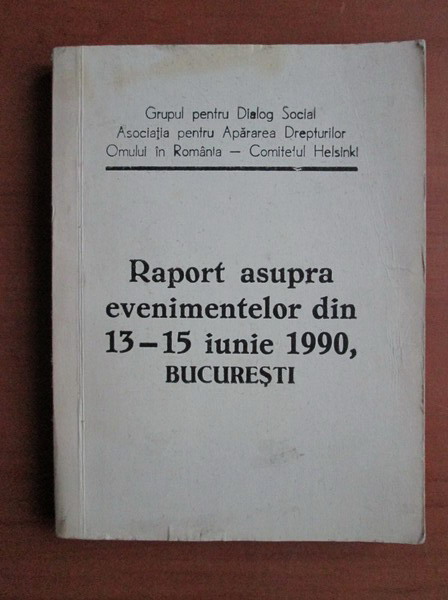 Grupul pentru Dialog Social
Asociația pentru Apărarea Drepturilor
Omului în România — Comitetul Helsinki
Raport asupra
evenimentelor din
13–15 iunie 1990,
BUCUREȘTI